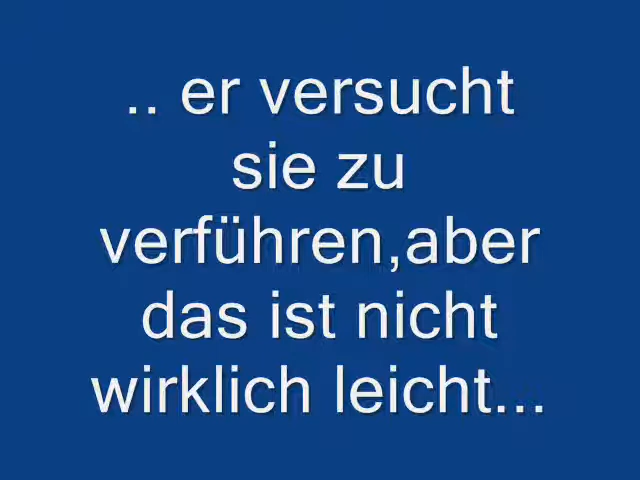 .. er versucht
sie zu
verführen,aber
das ist nicht
wirklich leicht...